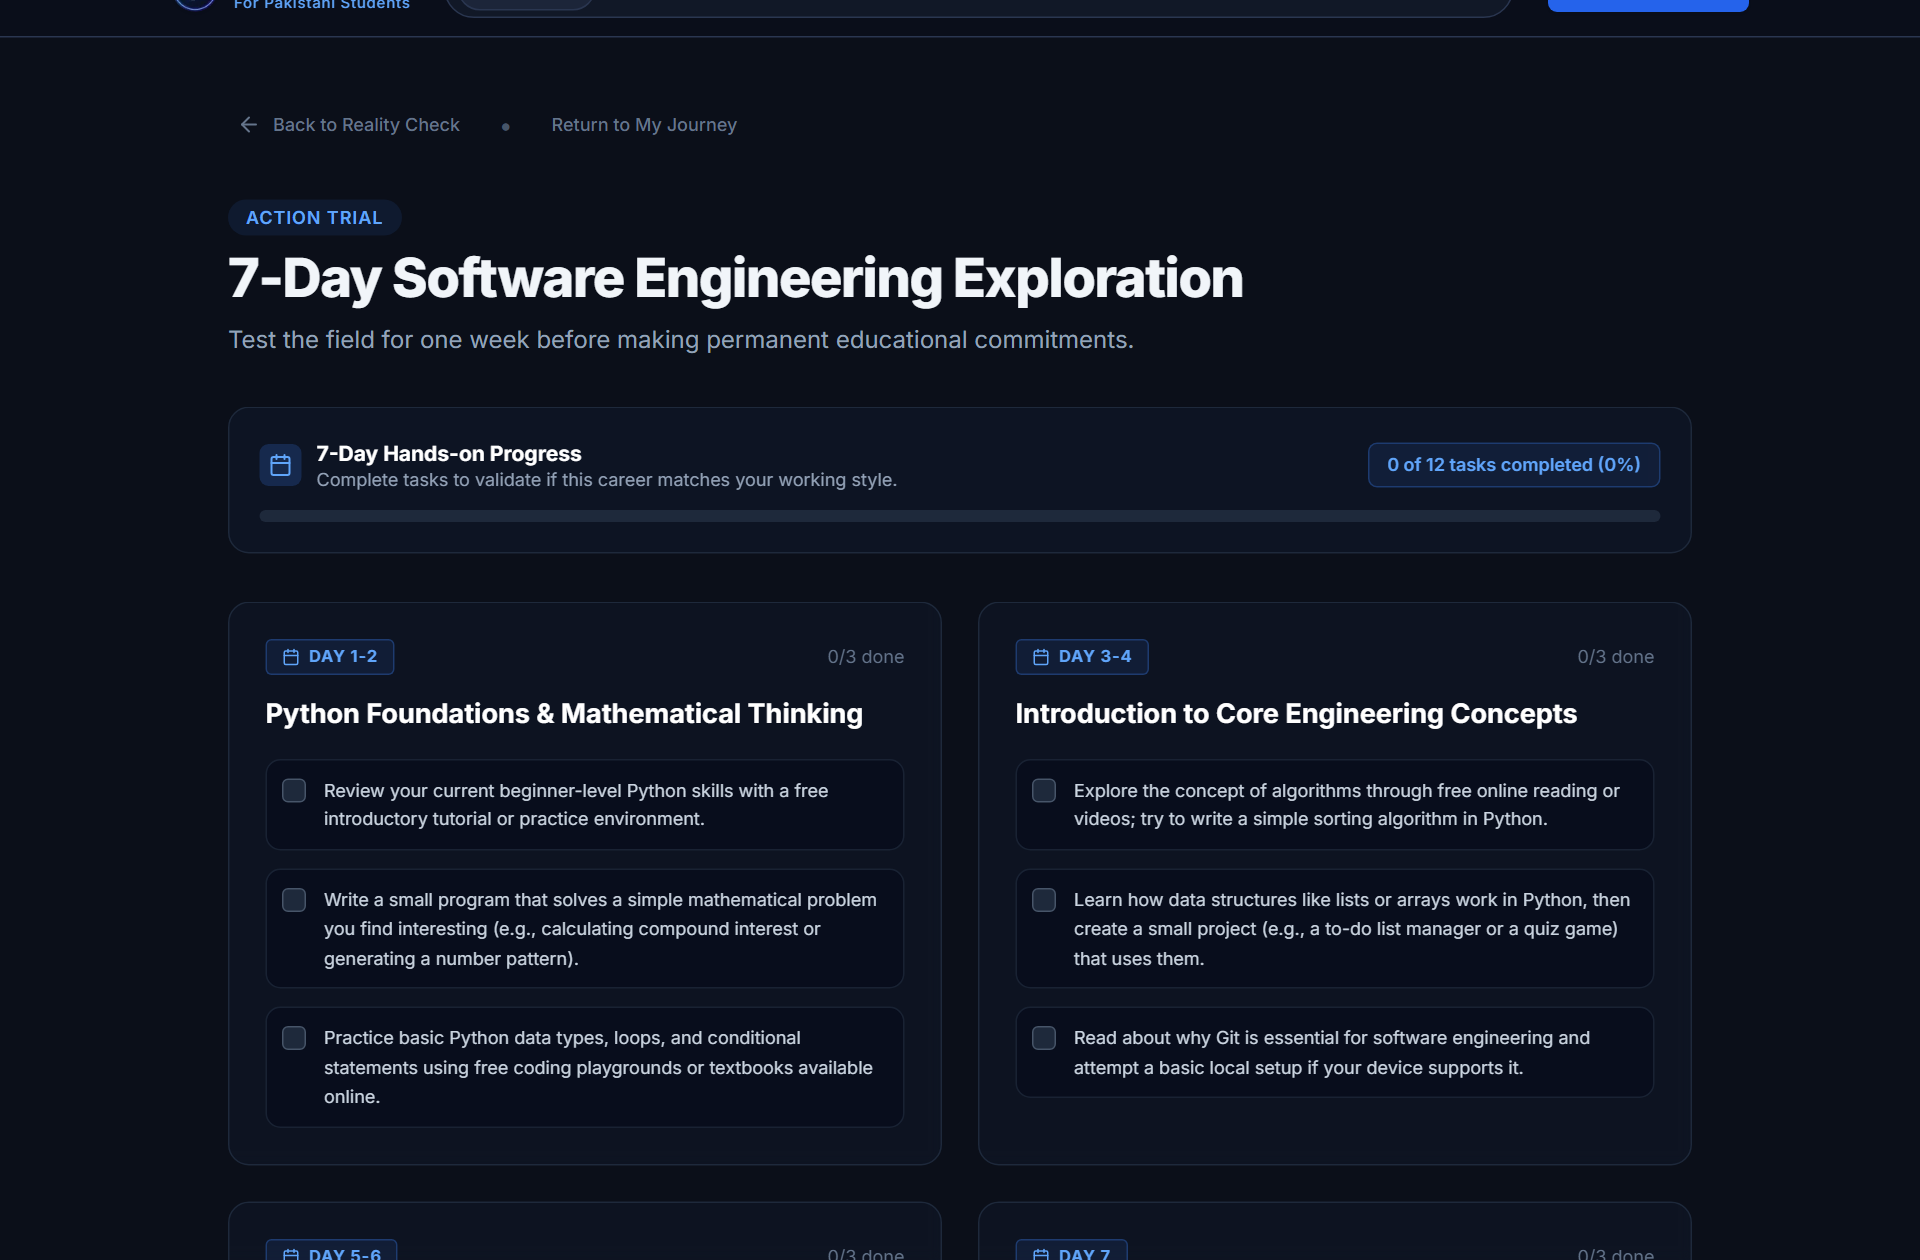 For Pakistani Students
Back to Reality Check
Return to My Journey
ACTION TRIAL
7-Day Software Engineering Exploration
Test the field for one week before making permanent educational commitments.
7-Day Hands-on Progress
Complete tasks to validate if this career matches your working style.
0 of 12 tasks completed (0%)
DAY 1-2
0/3 done
Python Foundations & Mathematical Thinking
Review your current beginner-level Python skills with a free
introductory tutorial or practice environment.
Write a small program that solves a simple mathematical problem
you find interesting (e.g., calculating compound interest or
generating a number pattern).
Practice basic Python data types, loops, and conditional
statements using free coding playgrounds or textbooks available
online.
DAY 3-4
0/3 done
Introduction to Core Engineering Concepts
Explore the concept of algorithms through free online reading or
videos; try to write a simple sorting algorithm in Python.
Learn how data structures like lists or arrays work in Python, then
create a small project (e.g., a to-do list manager or a quiz game)
that uses them.
Read about why Git is essential for software engineering and
attempt a basic local setup if your device supports it.
DAY 5-6
0/3 done
DAY 7
0/3 done